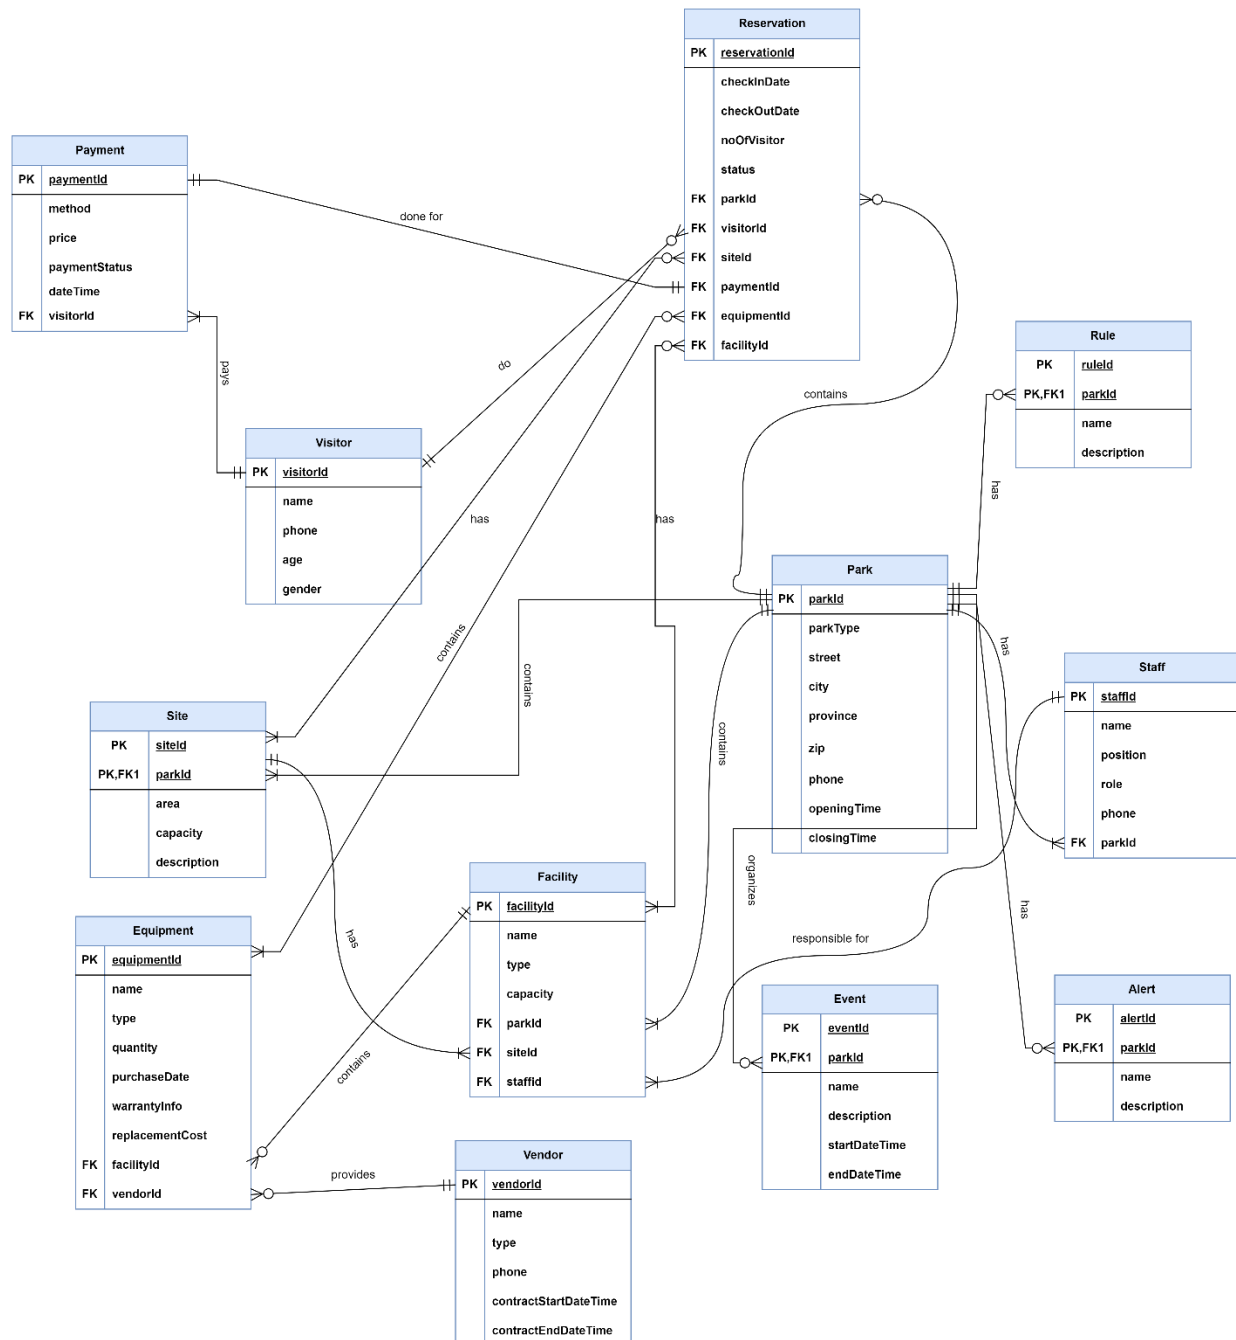 Reservation
PK reservationId
checkInDate
checkOutDate
noOfVisitor
status
FK parkId
FK visitorId
FK siteId
FK paymentId
FK equipmentId
FK facilityId
Payment
PK paymentId
method
price
paymentStatus
dateTime
FK visitorId
done for
pays
do
Visitor
PK visitorId
name
phone
age
gender
has
has
contains
contains
contains
contains
Rule
PK ruleId
PK,FK1 parkId
name
description
has
Park
PK parkId
parkType
street
city
province
zip
phone
openingTime
closingTime
has
Staff
PK staffId
name
position
role
phone
FK parkId
Site
PK siteId
PK,FK1 parkId
area
capacity
description
has
Facility
PK facilityId
name
type
capacity
FK parkId
FK siteId
FK staffid
organizes
responsible for
has
Equipment
PK equipmentId
name
type
quantity
purchaseDate
warrantyInfo
replacementCost
FK facilityId
FK vendorId
contains
provides
Event
PK eventId
PK,FK1 parkId
name
description
startDateTime
endDateTime
Alert
PK alertId
PK,FK1 parkId
name
description
Vendor
PK vendorId
name
type
phone
contractStartDateTime
contractEndDateTime